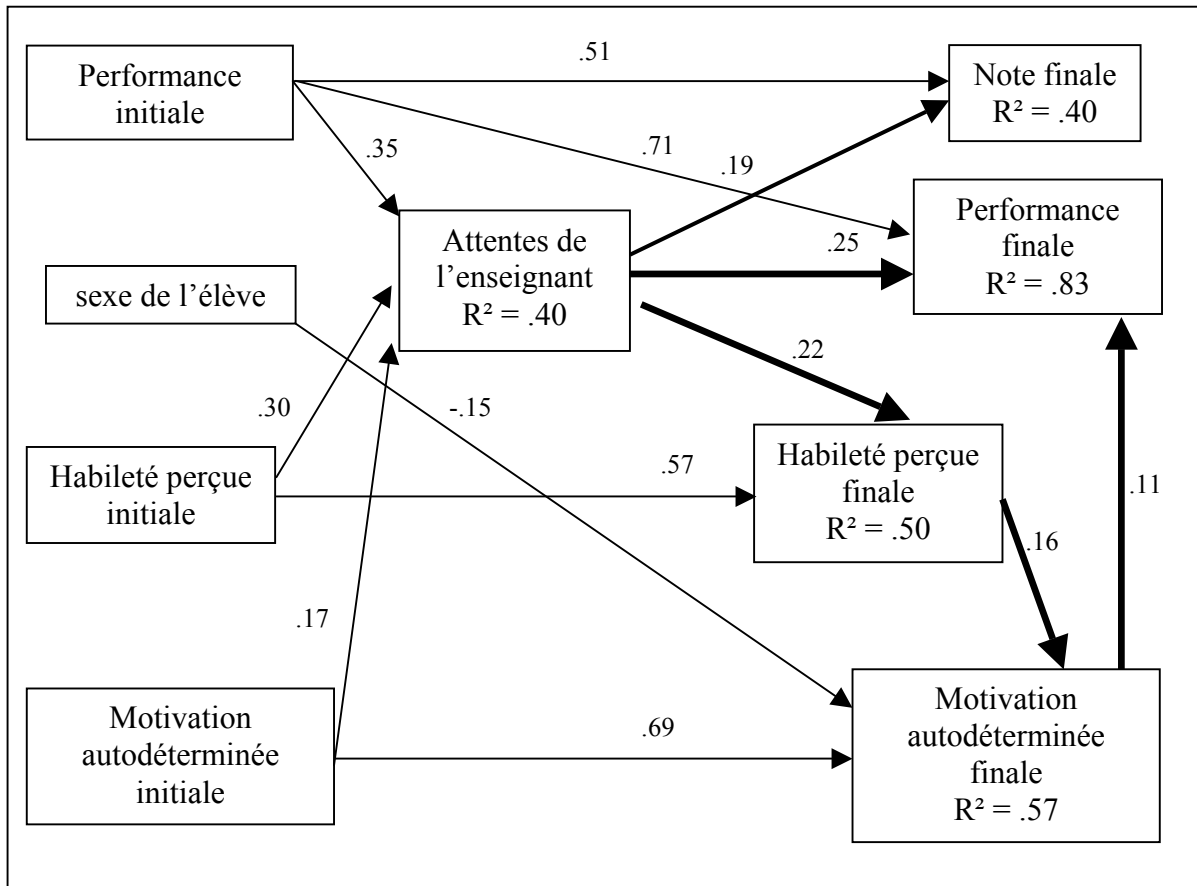 Performance
initiale
.51
Note finale
R² = .40
.35
.71
.19
Attentes de
l’enseignant
R² = .40
.25
Performance
finale
R² = .83
sexe de l’élève
.22
.30
-.15
Habileté perçue
initiale
.57
Habileté perçue
finale
R² = .50
.11
.16
.17
Motivation
autodéterminée
initiale
.69
Motivation
autodéterminée
finale
R² = .57